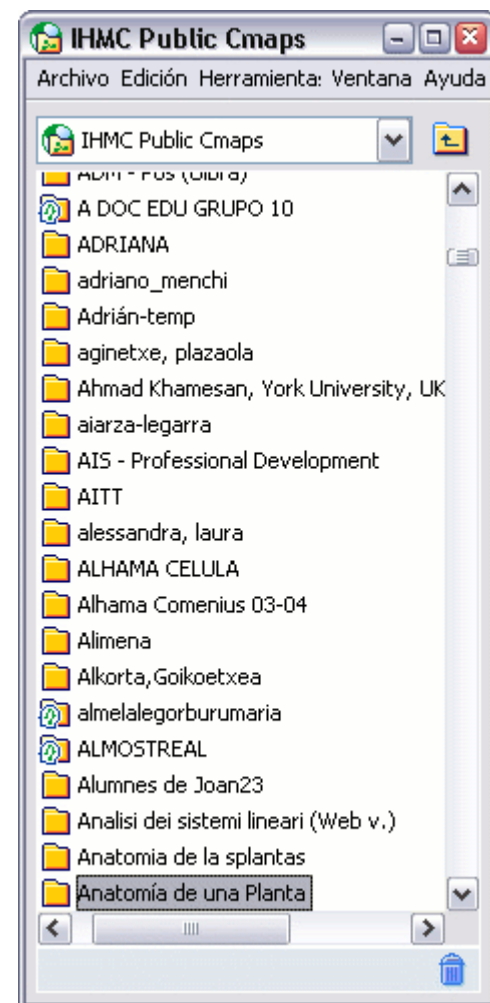 IHMC Public Cmaps
Archivo Edición Herramienta: Ventana Ayuda
IHMC Public Cmaps
ADM - Pós (Ulbra)
A DOC EDU GRUPO 10
ADRIANA
adriano_menchi
Adrián-temp
aginetxe, plazaola
Ahmad Khamesan, York University, UK
aiarza-legarra
AIS - Professional Development
AITT
alessandra, laura
ALHAMA CELULA
Alhama Comenius 03-04
Alimena
Alkorta,Goikoetxea
almelalegorburumaria
ALMOSTREAL
Alumnes de Joan23
Analisi dei sistemi lineari (Web v.)
Anatomia de la splantas
Anatomía de una Planta